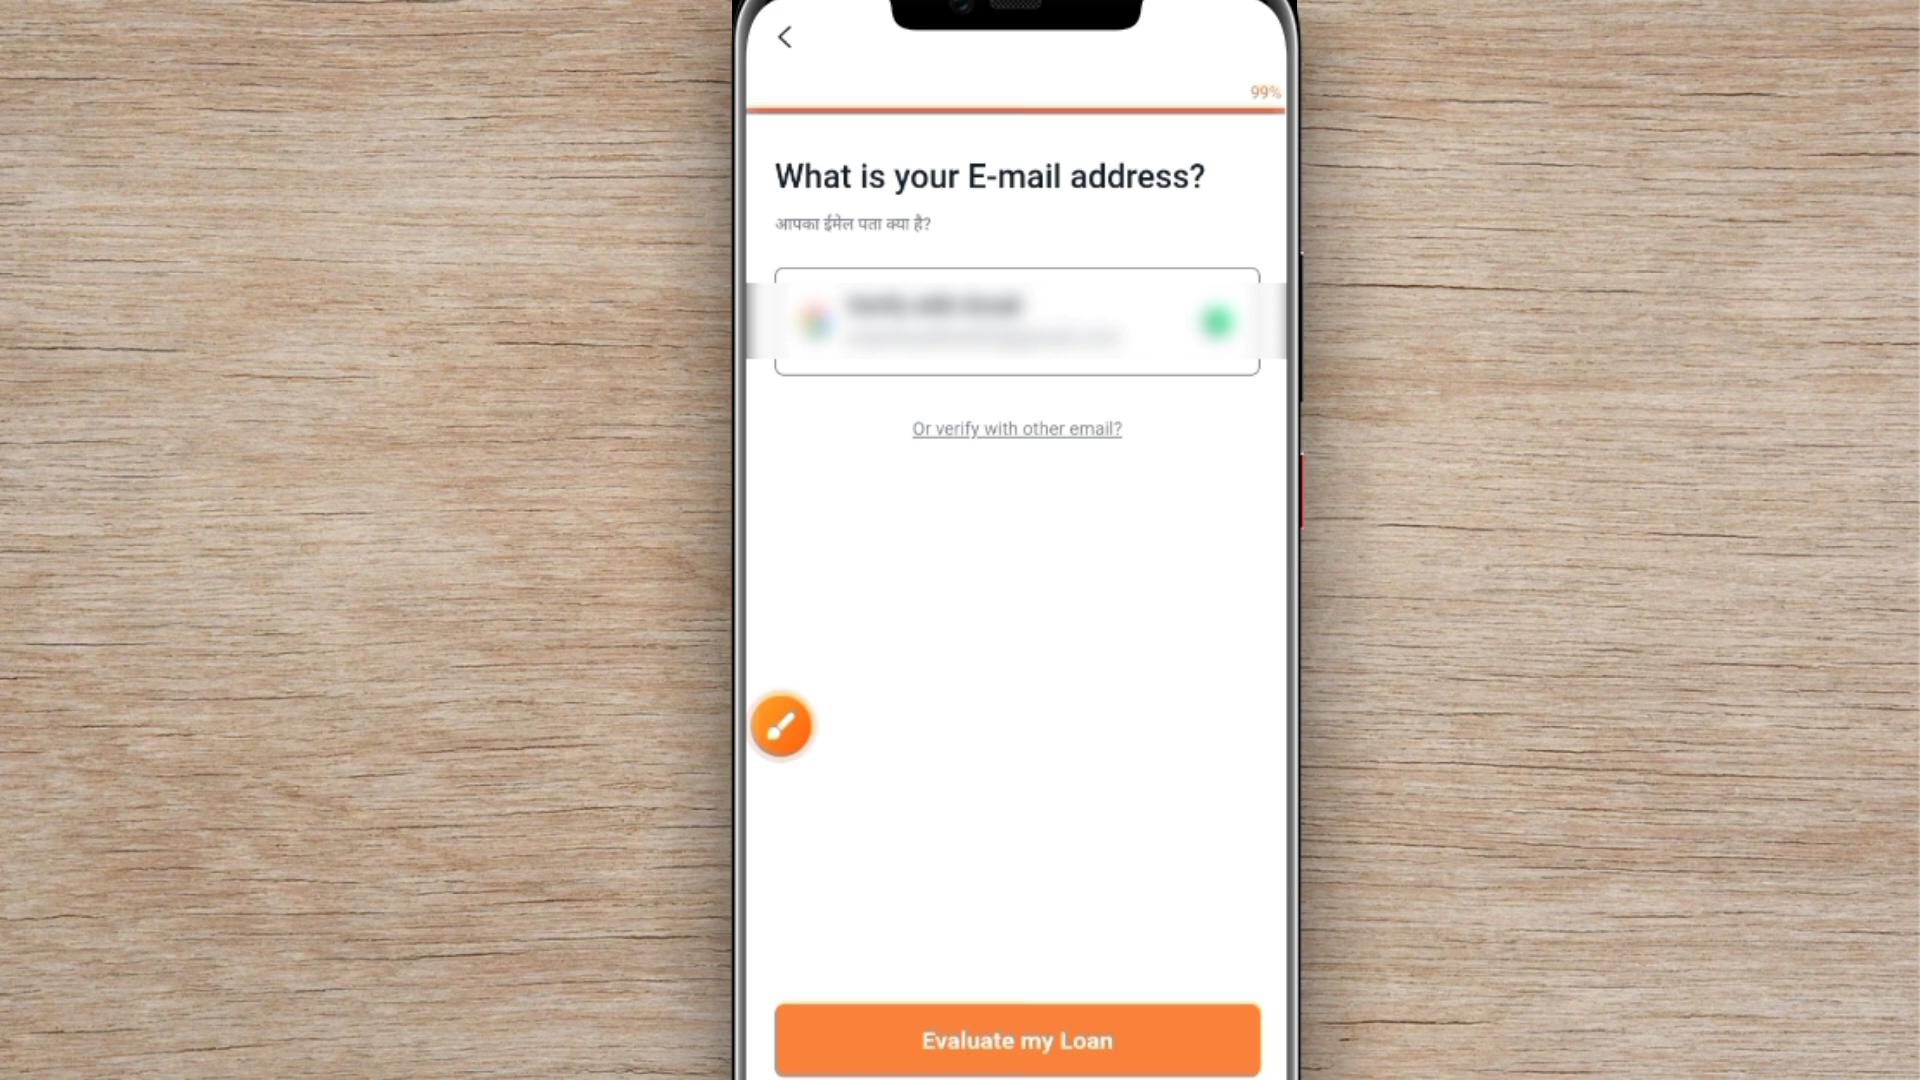 99%
What is your E-mail address?
आपका ईमेल पता क्या है?
Or verify with other email?
Evaluate my Loan